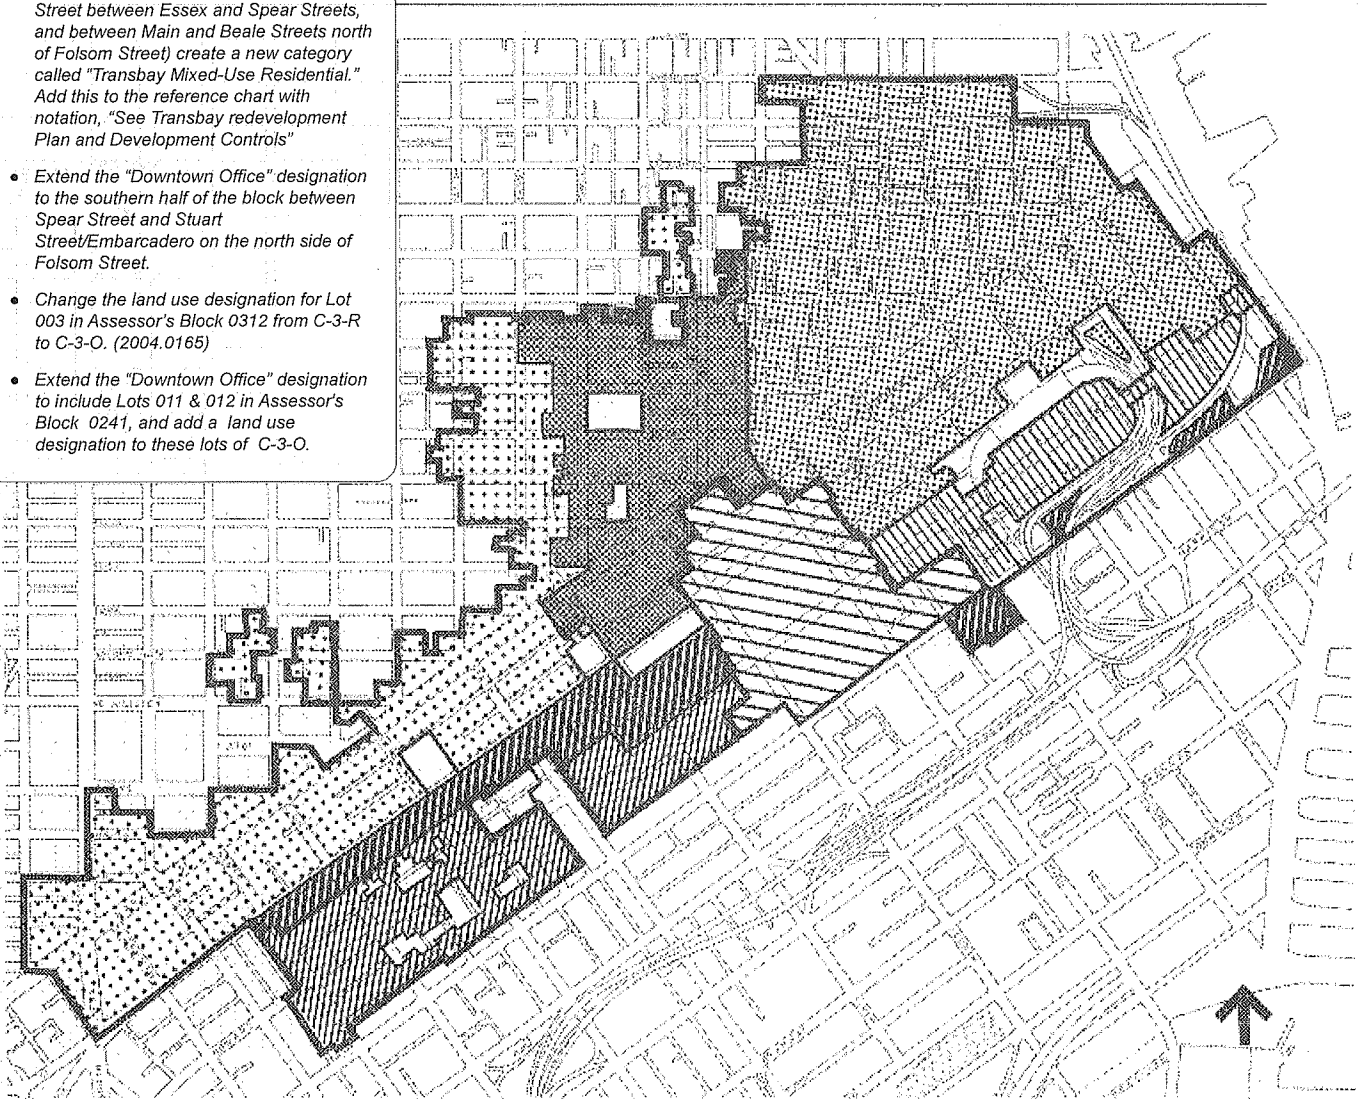 Street between Essex and Spear Streets,
and between Main and Beale Streets north
of Folsom Street) create a new category
called "Transbay Mixed-Use Residential."
Add this to the reference chart with
notation, "See Transbay redevelopment
Plan and Development Controls"
• Extend the "Downtown Office" designation
to the southern half of the block between
Spear Street and Stuart
Street/Embarcadero on the north side of
Folsom Street.
• Change the land use designation for Lot
003 in Assessor's Block 0312 from C-3-R
to C-3-O. (2004.0165)
• Extend the "Downtown Office" designation
to include Lots 011 & 012 in Assessor's
Block 0241, and add a land use
designation to these lots of C-3-O.